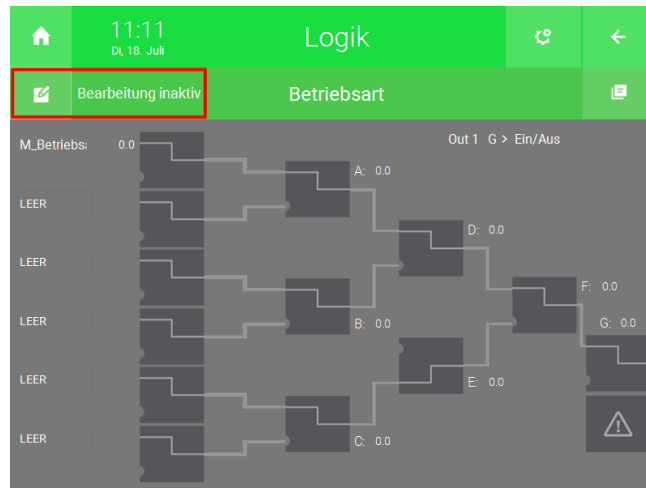 11:11
Di, 18. Juli
Logik
Bearbeitung inaktiv
Betriebsart
M_Betriebs
0.0
Out 1 G > Ein/Aus
A: 0.0
LEER
D: 0.0
LEER
F: 0.0
LEER
B: 0.0
G: 0.0
LEER
E: 0.0
LEER
C: 0.0